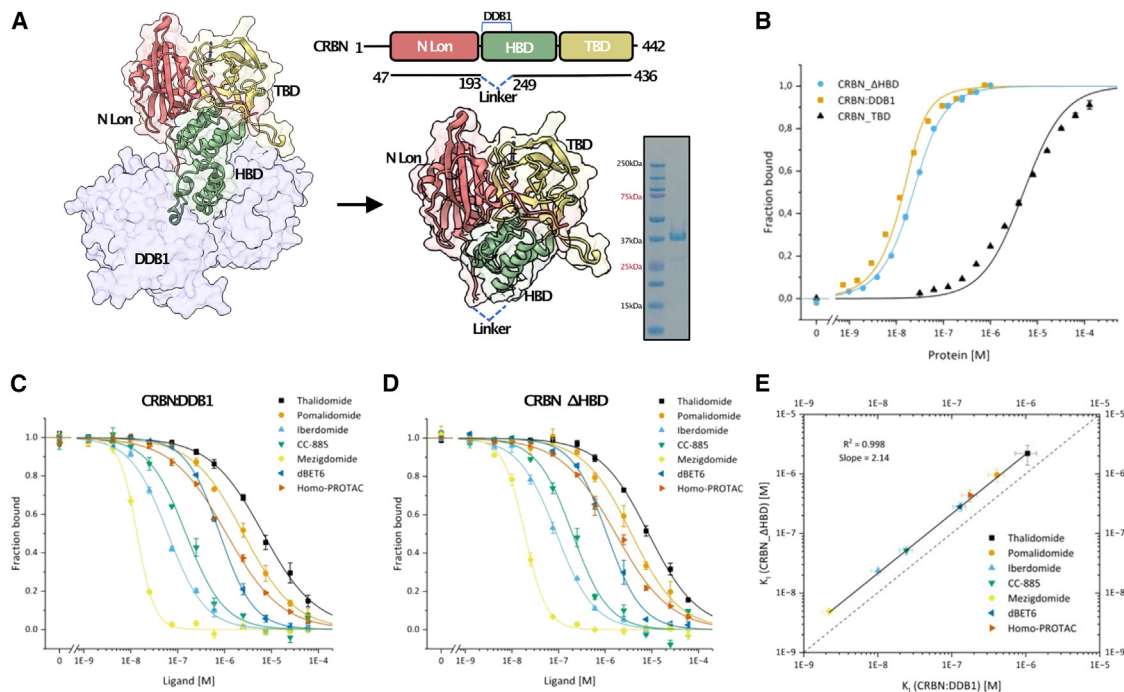 A
N Lon
TBD
HBD
DDB1
DDB1
CRBN 1
N Lon
HBD
TBD
442
47
193
249
436
Linker
N Lon
TBD
HBD
Linker
250kDa
75kDa
37kDa
25kDa
15kDa
B
CRBN_ΔHBD
CRBN:DDB1
CRBN_TBD
Fraction bound
1,0
0,8
0,6
0,4
0,2
0,0
0
1E-9
1E-8
1E-7
1E-6
1E-5
1E-4
Protein [M]
C
CRBN:DDB1
Thalidomide
Pomalidomide
Iberdomide
CC-885
Mezigdomide
dBET6
Homo-PROTAC
Fraction bound
1.0
0.8
0.6
0.4
0.2
0.0
0
1E-9
1E-8
1E-7
1E-6
1E-5
1E-4
Ligand [M]
D
CRBN ΔHBD
Thalidomide
Pomalidomide
Iberdomide
CC-885
Mezigdomide
dBET6
Homo-PROTAC
Fraction bound
1.0
0.8
0.6
0.4
0.2
0.0
0
1E-9
1E-8
1E-7
1E-6
1E-5
1E-4
Ligand [M]
E
1E-9
1E-8
1E-7
1E-6
1E-5
1E-5
1E-5
R² = 0.998
Slope = 2.14
1E-6
1E-6
1E-7
1E-7
1E-8
1E-8
1E-9
1E-9
Kᵢ (CRBN_ΔHBD) [M]
Thalidomide
Pomalidomide
Iberdomide
CC-885
Mezigdomide
dBET6
Homo-PROTAC
1E-9
1E-8
1E-7
1E-6
1E-5
Kᵢ (CRBN:DDB1) [M]